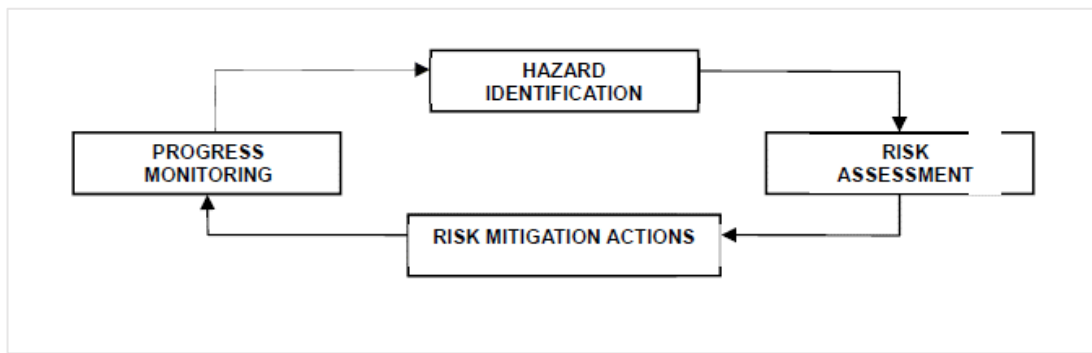 HAZARD
IDENTIFICATION
PROGRESS
MONITORING
RISK
ASSESSMENT
RISK MITIGATION ACTIONS